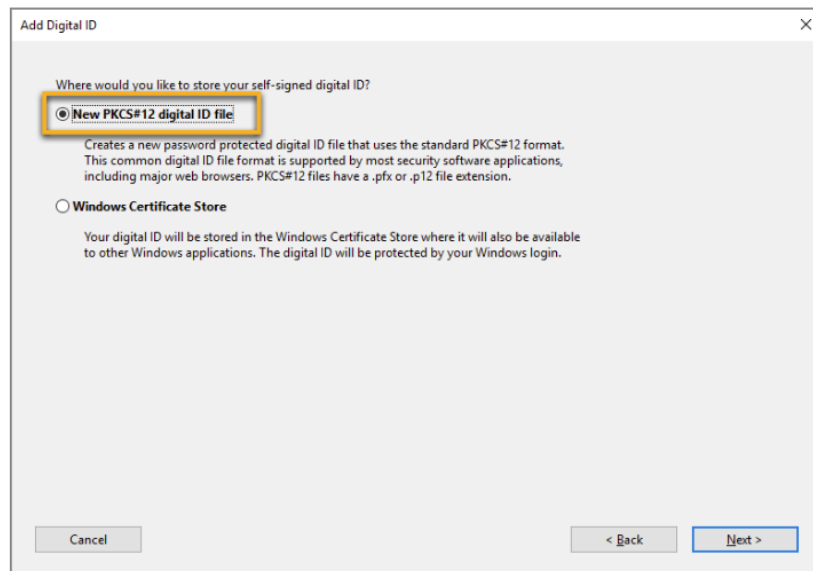 Add Digital ID
Where would you like to store your self-signed digital ID?
New PKCS#12 digital ID file
Creates a new password protected digital ID file that uses the standard PKCS#12 format.
This common digital ID file format is supported by most security software applications,
including major web browsers. PKCS#12 files have a .pfx or .p12 file extension.
Windows Certificate Store
Your digital ID will be stored in the Windows Certificate Store where it will also be available
to other Windows applications. The digital ID will be protected by your Windows login.
Cancel
< Back
Next >